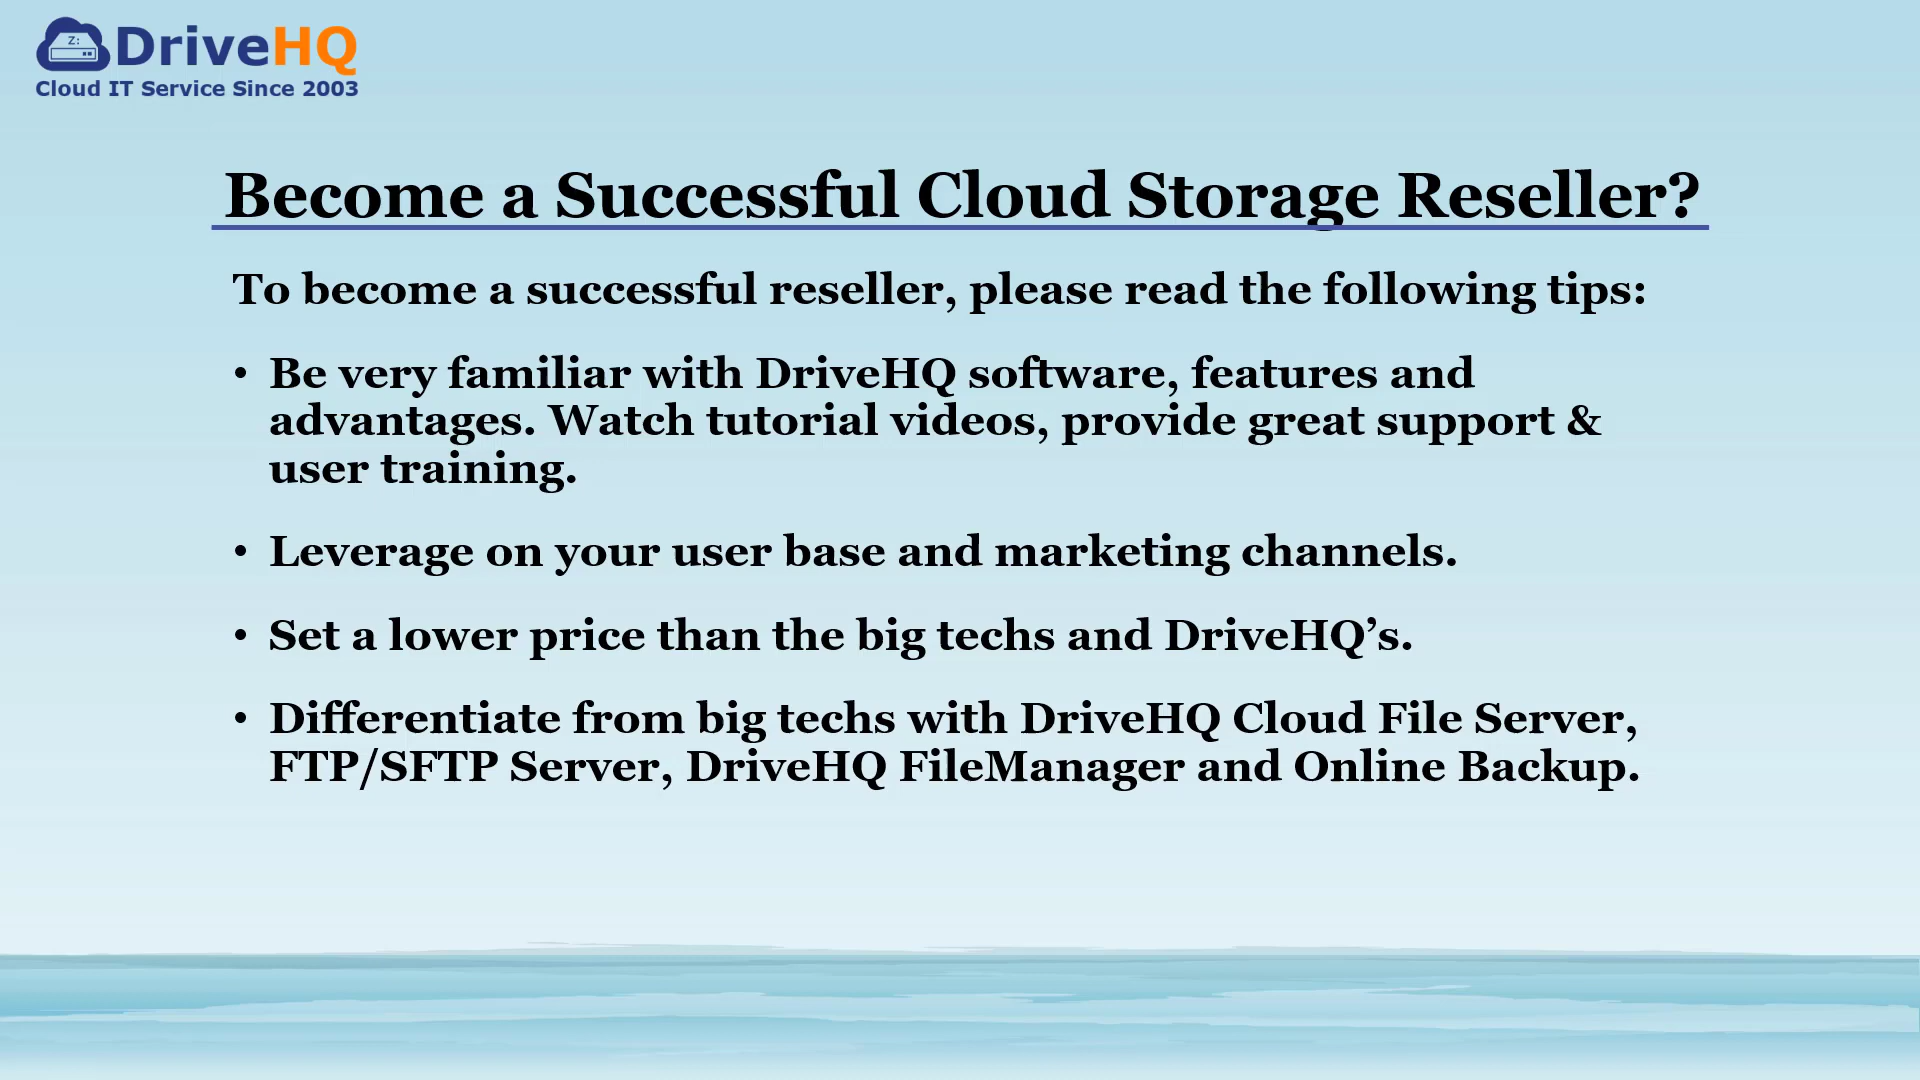 Z:
DriveHQ
Cloud IT Service Since 2003
Become a Successful Cloud Storage Reseller?
To become a successful reseller, please read the following tips:
• Be very familiar with DriveHQ software, features and
advantages. Watch tutorial videos, provide great support &
user training.
• Leverage on your user base and marketing channels.
• Set a lower price than the big techs and DriveHQ’s.
• Differentiate from big techs with DriveHQ Cloud File Server,
FTP/SFTP Server, DriveHQ FileManager and Online Backup.